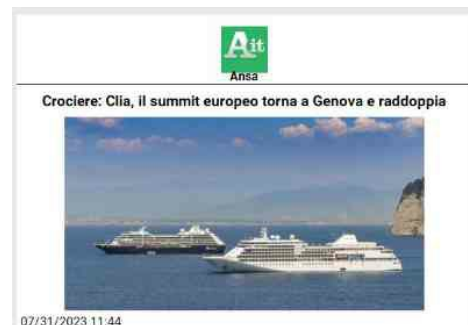 Ait
Ansa
Crociere: Clia, il summit europeo torna a Genova e raddoppia
07/31/2023 11:44